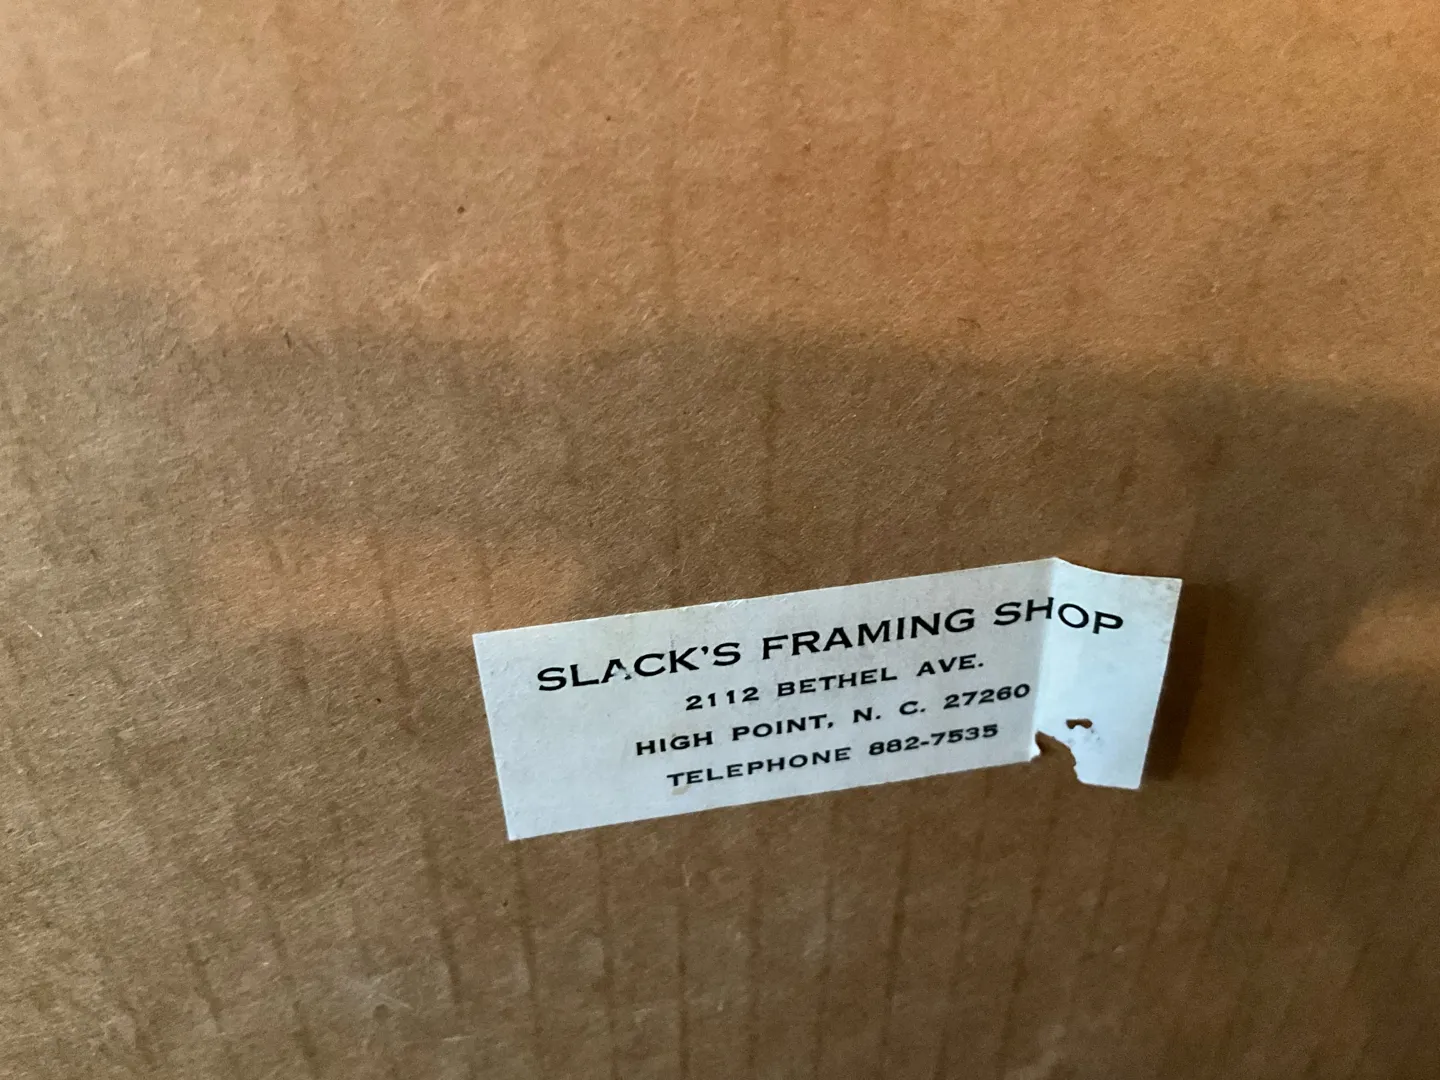 SLACK'S FRAMING SHOP
2112 BETHEL AVE.
HIGH POINT, N. C. 27260
TELEPHONE 882-7535